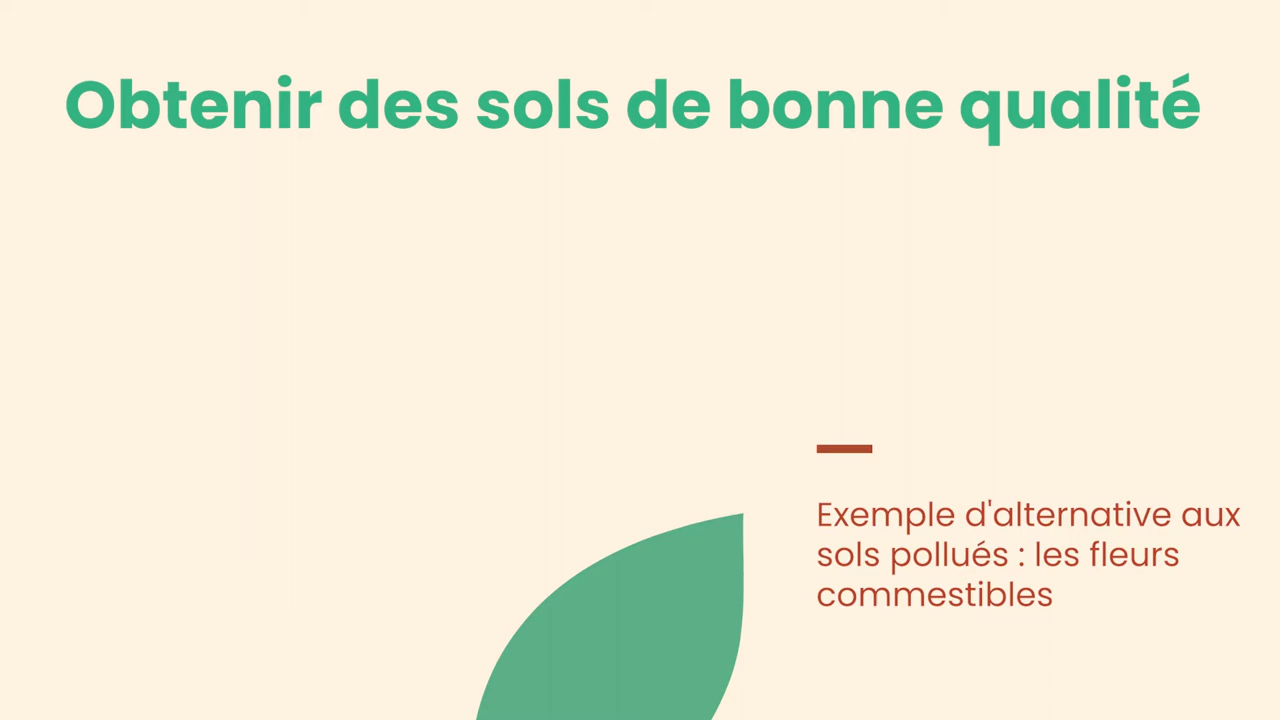 Obtenir des sols de bonne qualité
Exemple d'alternative aux
sols pollués : les fleurs
commestibles